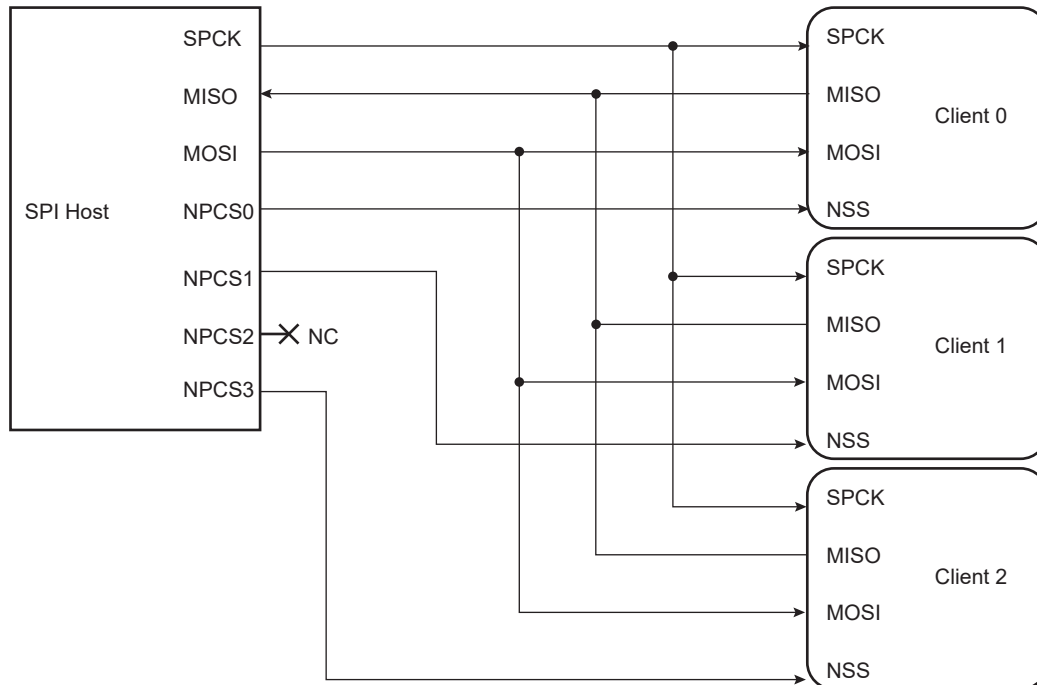 SPI Host
SPCK
MISO
MOSI
NPCS0
NPCS1
NPCS2
NC
NPCS3
SPCK
MISO
Client 0
MOSI
NSS
SPCK
MISO
Client 1
MOSI
NSS
SPCK
MISO
Client 2
MOSI
NSS